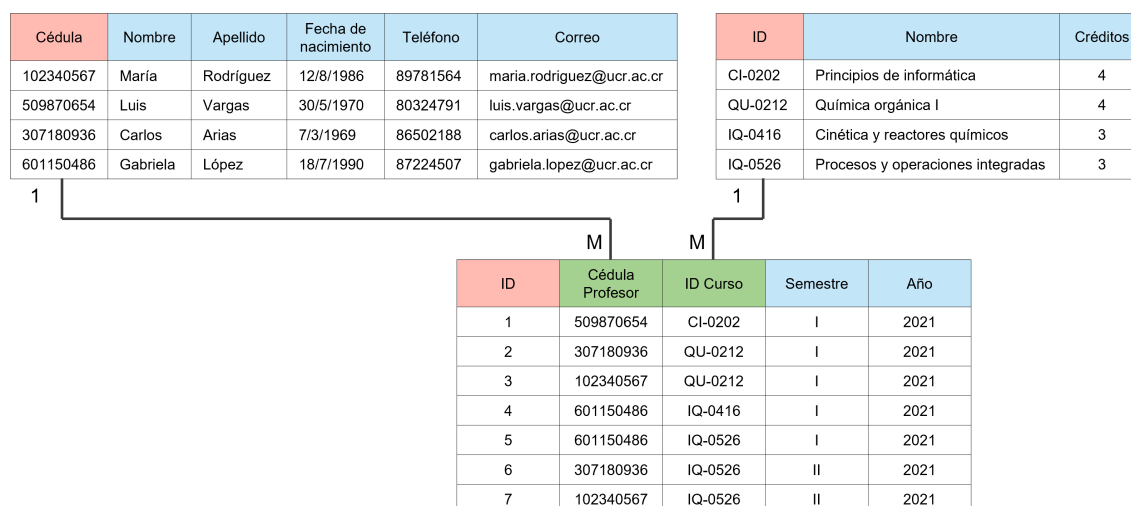 Cédula Nombre Apellido Fecha de nacimiento Teléfono Correo
102340567 María Rodríguez 12/8/1986 89781564 maria.rodriguez@ucr.ac.cr
509870654 Luis Vargas 30/5/1970 80324791 luis.vargas@ucr.ac.cr
307180936 Carlos Arias 7/3/1969 86502188 carlos.arias@ucr.ac.cr
601150486 Gabriela López 18/7/1990 87224507 gabriela.lopez@ucr.ac.cr
ID Nombre Créditos
CI-0202 Principios de informática 4
QU-0212 Química orgánica I 4
IQ-0416 Cinética y reactores químicos 3
IQ-0526 Procesos y operaciones integradas 3
1 1
M M
ID Cédula Profesor ID Curso Semestre Año
1 509870654 CI-0202 I 2021
2 307180936 QU-0212 I 2021
3 102340567 QU-0212 I 2021
4 601150486 IQ-0416 I 2021
5 601150486 IQ-0526 I 2021
6 307180936 IQ-0526 II 2021
7 102340567 IQ-0526 II 2021